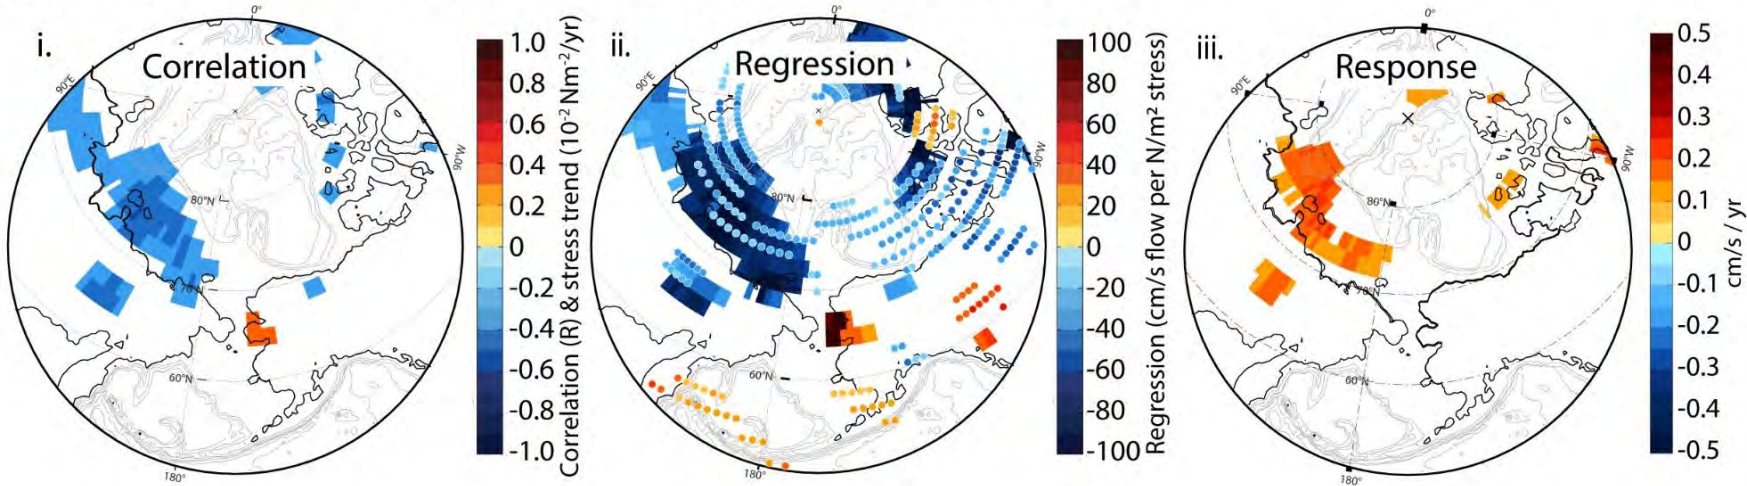 i.
Correlation
0°
90°E
90°W
80°N
70°N
60°N
180°
1.0
0.8
0.6
0.4
0.2
0
-0.2
-0.4
-0.6
-0.8
-1.0
Correlation (R) & stress trend (10⁻² Nm⁻²/yr)
ii.
Regression
0°
90°E
90°W
80°N
60°N
180°
100
80
60
40
20
0
-20
-40
-60
-80
-100
Regression (cm/s flow per N/m² stress)
iii.
Response
0°
90°E
90°W
80°N
70°N
60°N
180°
0.5
0.4
0.3
0.2
0.1
0
-0.1
-0.2
-0.3
-0.4
-0.5
cm/s / yr